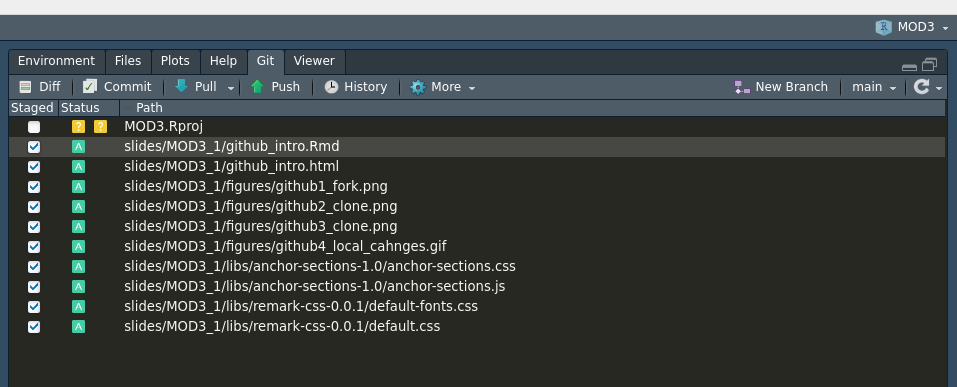 MOD3
Environment Files Plots Help Git Viewer
Diff Commit Pull Push History More New Branch main
Staged Status Path
? ? MOD3.Rproj
A slides/MOD3_1/github_intro.Rmd
A slides/MOD3_1/github_intro.html
A slides/MOD3_1/figures/github1_fork.png
A slides/MOD3_1/figures/github2_clone.png
A slides/MOD3_1/figures/github3_clone.png
A slides/MOD3_1/figures/github4_local_cahnges.gif
A slides/MOD3_1/libs/anchor-sections-1.0/anchor-sections.css
A slides/MOD3_1/libs/anchor-sections-1.0/anchor-sections.js
A slides/MOD3_1/libs/remark-css-0.0.1/default-fonts.css
A slides/MOD3_1/libs/remark-css-0.0.1/default.css